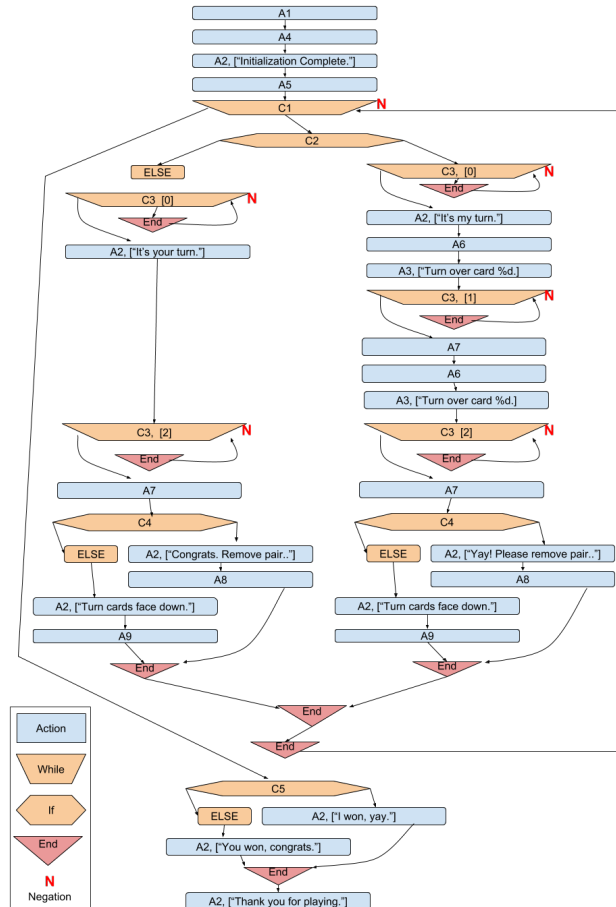 A1
A4
A2, [“Initialization Complete.”]
A5
C1
N
C2
ELSE
C3, [0]
N
End
C3 [0]
N
End
A2, [“It’s my turn.”]
A2, [“It’s your turn.”]
A6
A3, [“Turn over card %d.]
C3, [1]
N
End
A7
A6
A3, [“Turn over card %d.]
C3, [2]
N
End
C3 [2]
N
End
A7
A7
C4
C4
ELSE
A2, [“Congrats. Remove pair..”]
ELSE
A2, [“Yay! Please remove pair..”]
A8
A8
A2, [“Turn cards face down.”]
A2, [“Turn cards face down.”]
A9
A9
End
End
End
End
Action
While
If
End
N
Negation
C5
ELSE
A2, [“I won, yay.”]
A2, [“You won, congrats.”]
End
A2, [“Thank you for playing.”]